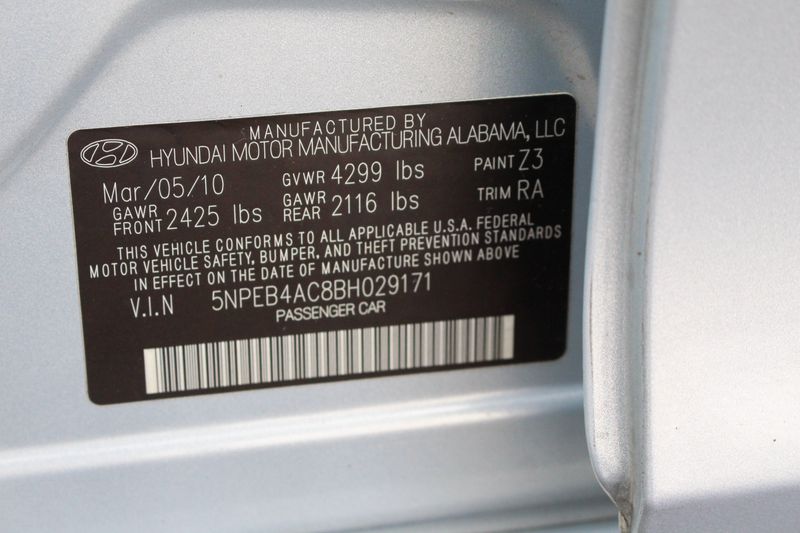 MANUFACTURED BY
HYUNDAI MOTOR MANUFACTURING ALABAMA, LLC
Mar/05/10 GVWR 4299 lbs PAINT Z3
GAWR FRONT 2425 lbs GAWR REAR 2116 lbs TRIM RA
THIS VEHICLE CONFORMS TO ALL APPLICABLE U.S.A. FEDERAL
MOTOR VEHICLE SAFETY, BUMPER, AND THEFT PREVENTION STANDARDS
IN EFFECT ON THE DATE OF MANUFACTURE SHOWN ABOVE
V.I.N 5NPEB4AC8BH029171
PASSENGER CAR